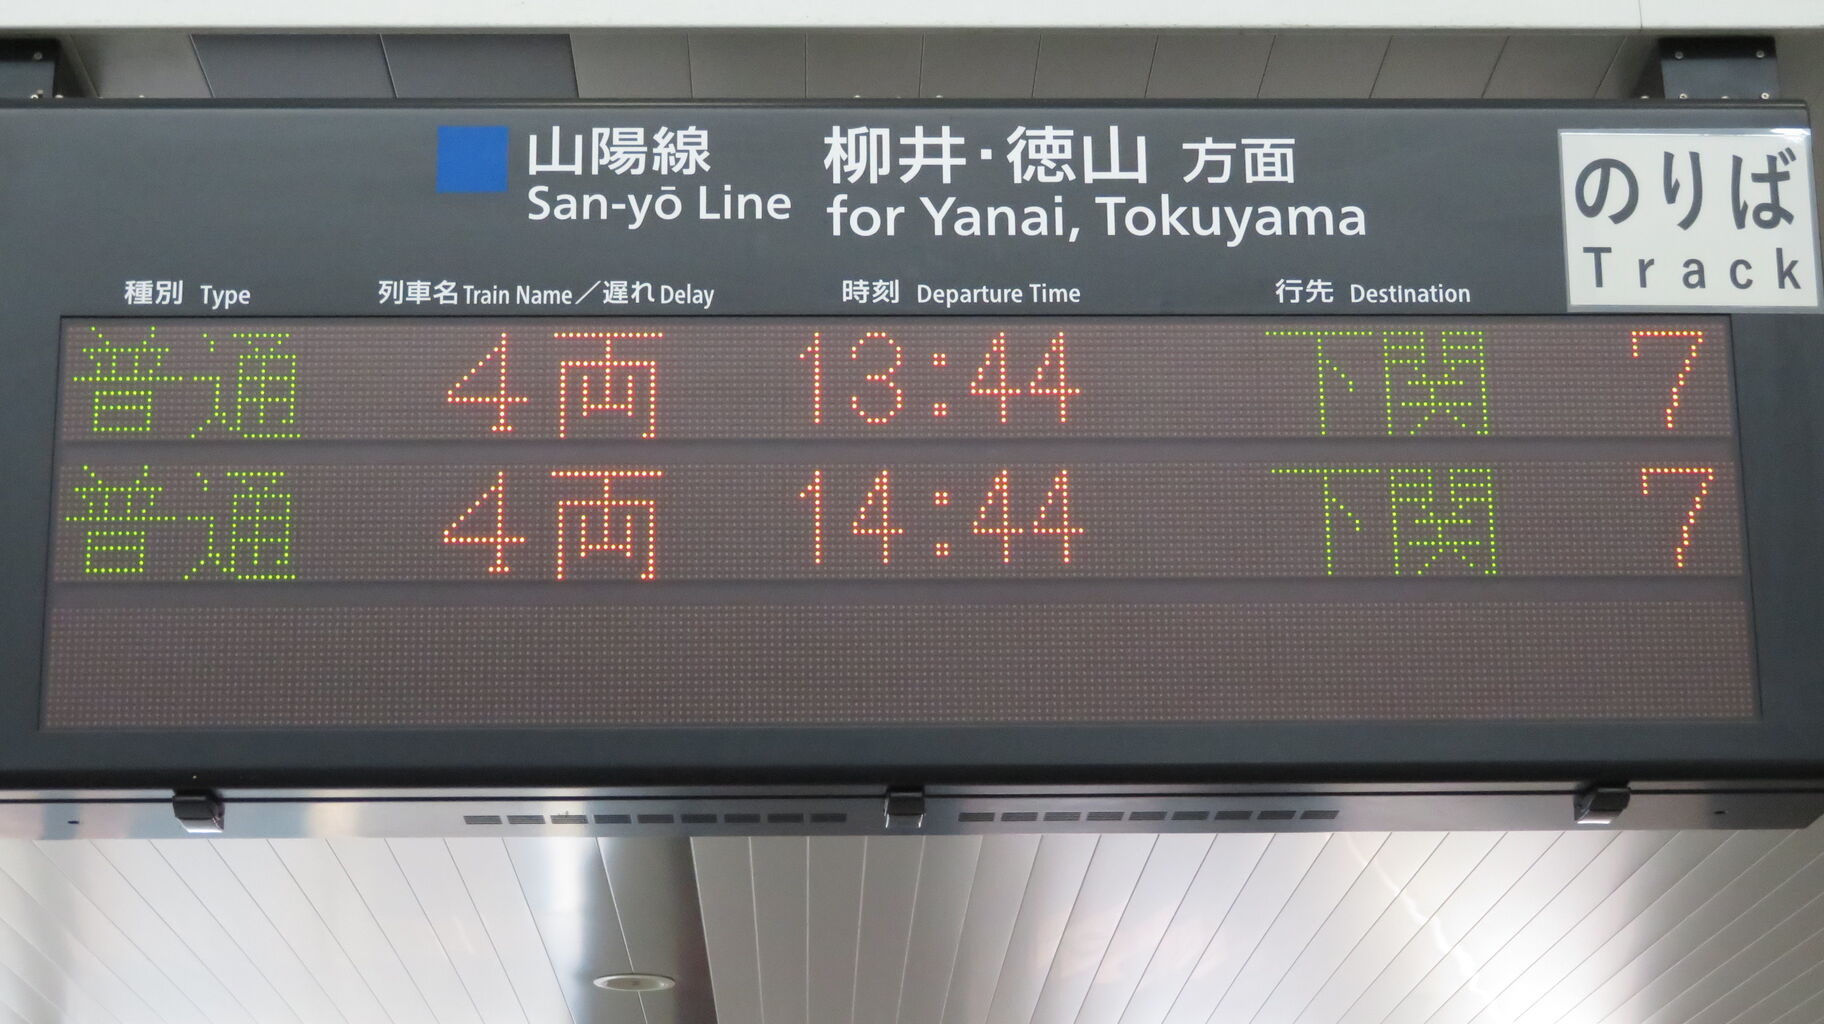 山陽線 柳井・徳山 方面
San-yō Line for Yanai, Tokuyama
のりば
Track
種別 Type 列車名 Train Name／遅れ Delay 時刻 Departure Time 行先 Destination
普通 4両 13:44 下関 7
普通 4両 14:44 下関 7